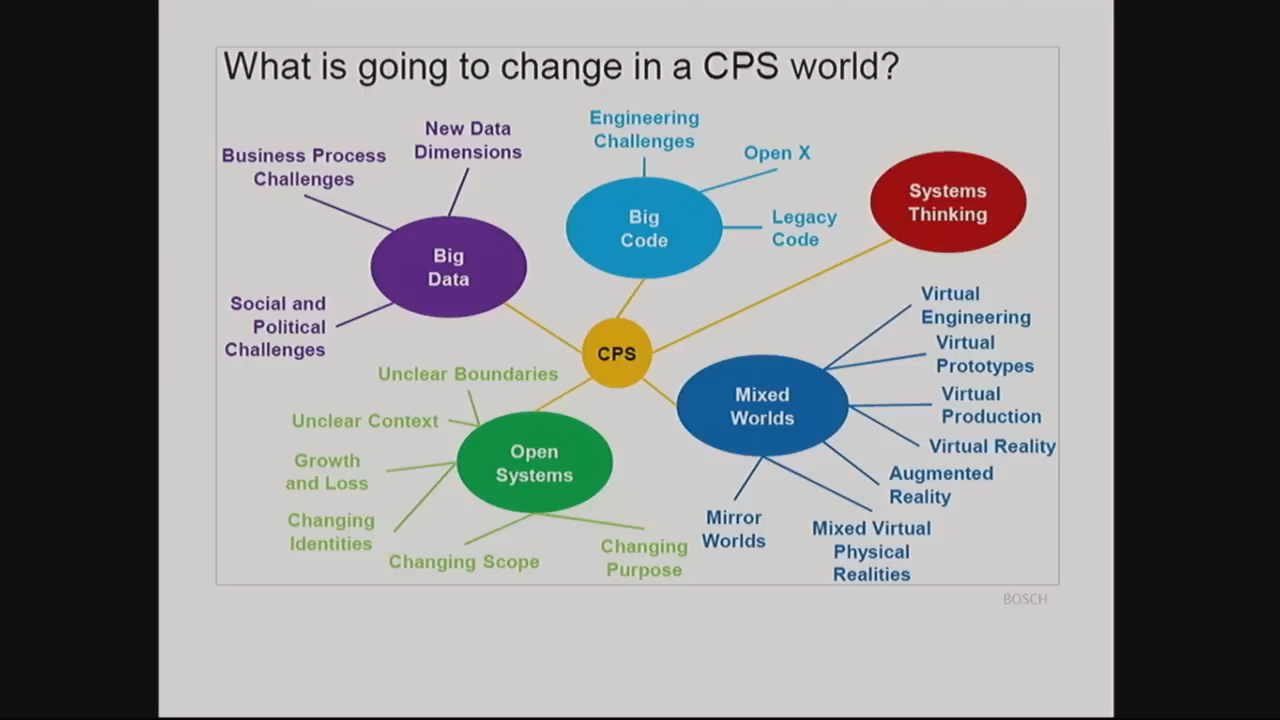 What is going to change in a CPS world?
Engineering
Challenges
New Data
Dimensions
Business Process
Challenges
Open X
Systems
Thinking
Big
Code
Legacy
Code
Big
Data
Social and
Political
Challenges
Virtual
Engineering
CPS
Virtual
Prototypes
Unclear Boundaries
Mixed
Worlds
Virtual
Production
Unclear Context
Virtual Reality
Open
Systems
Growth
and Loss
Augmented
Reality
Changing
Identities
Mirror
Worlds
Mixed Virtual
Physical
Realities
Changing Scope
Changing
Purpose
BOSCH